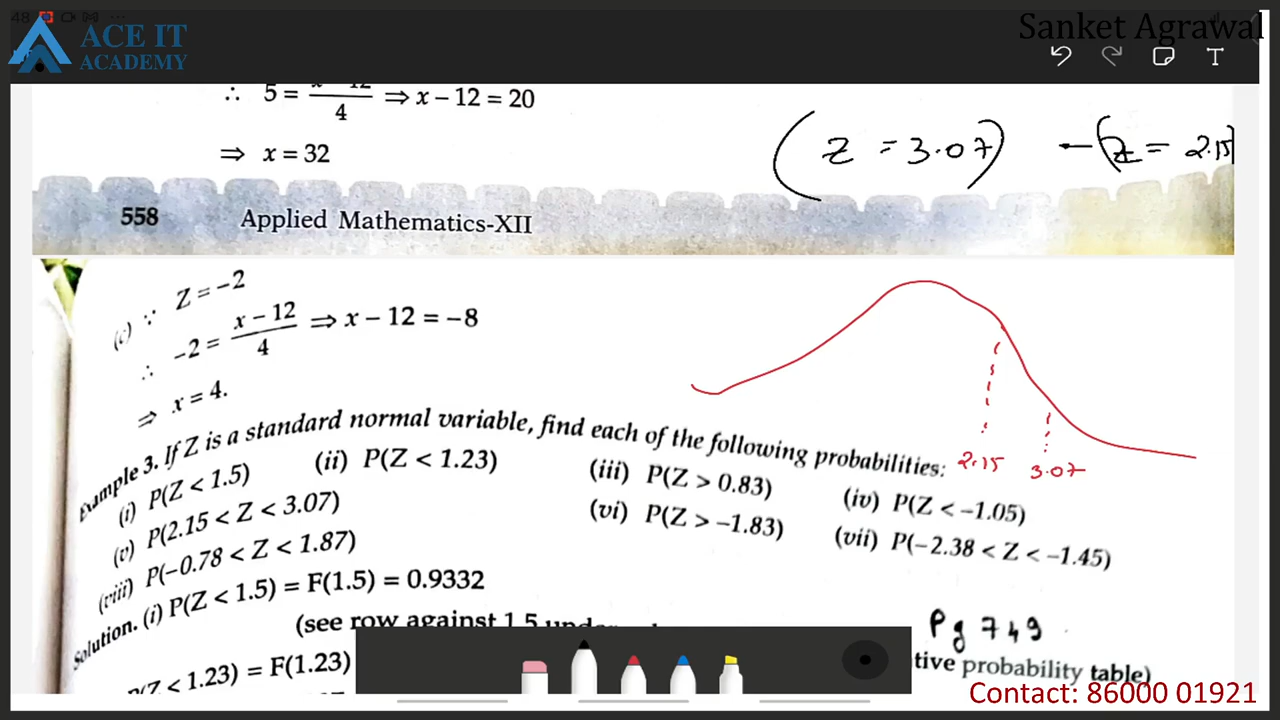 48
Sanket Agrawal
ACE IT
ACADEMY
T
∴ 5 = x − 12 / 4 ⇒ x − 12 = 20
⇒ x = 32
(Z = 3.07) − (Z = 2.15
558 Applied Mathematics-XII
(c) ∵ Z = −2
∴ −2 = x − 12 / 4 ⇒ x − 12 = −8
⇒ x = 4.
2.15 3.07
Example 3. If Z is a standard normal variable, find each of the following probabilities:
(i) P(Z < 1.5) (ii) P(Z < 1.23) (iii) P(Z > 0.83) (iv) P(Z < −1.05)
(v) P(2.15 < Z < 3.07) (vi) P(Z > −1.83) (vii) P(−2.38 < Z < −1.45)
(viii) P(−0.78 < Z < 1.87)
Solution. (i) P(Z < 1.5) = F(1.5) = 0.9332
(see row against 1.5
Pg 749
P(Z < 1.23) = F(1.23)
tive probability table)
Contact: 86000 01921